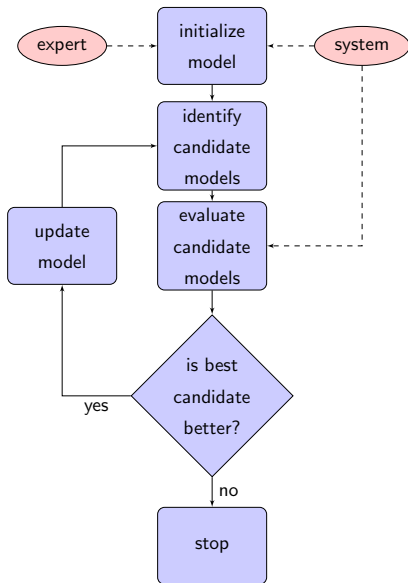 expert
initialize
model
system
identify
candidate
models
evaluate
candidate
models
update
model
is best
candidate
better?
yes
no
stop